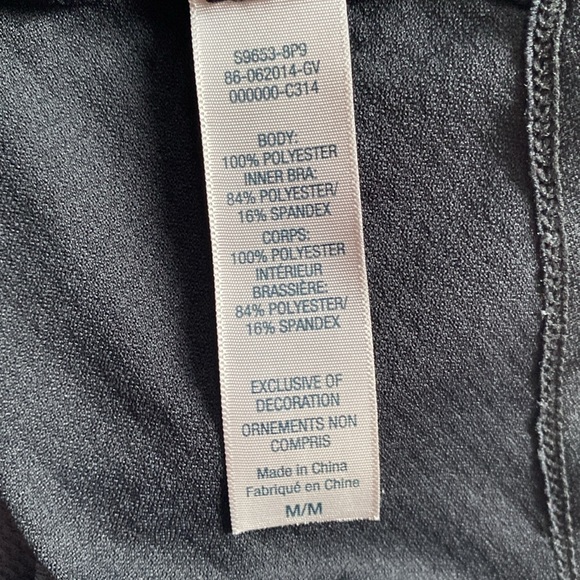 S9653-8P9
86-062014-GV
000000-C314
BODY:
100% POLYESTER
INNER BRA:
84% POLYESTER/
16% SPANDEX
CORPS:
100% POLYESTER
INTÉRIEUR
BRASSIÈRE:
84% POLYESTER/
16% SPANDEX
EXCLUSIVE OF
DECORATION
ORNEMENTS NON
COMPRIS
Made in China
Fabriqué en Chine
M/M